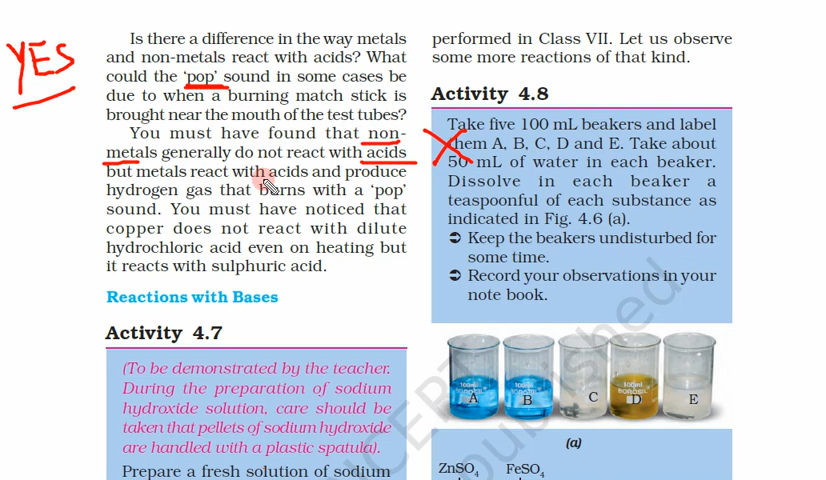 YES
Is there a difference in the way metals
and non-metals react with acids? What
could the ‘pop’ sound in some cases be
due to when a burning match stick is
brought near the mouth of the test tubes?
You must have found that non-
metals generally do not react with acids
but metals react with acids and produce
hydrogen gas that burns with a ‘pop’
sound. You must have noticed that
copper does not react with dilute
hydrochloric acid even on heating but
it reacts with sulphuric acid.
Reactions with Bases
Activity 4.7
(To be demonstrated by the teacher.
During the preparation of sodium
hydroxide solution, care should be
taken that pellets of sodium hydroxide
are handled with a plastic spatula).
Prepare a fresh solution of sodium
performed in Class VII. Let us observe
some more reactions of that kind.
Activity 4.8
Take five 100 mL beakers and label
them A, B, C, D and E. Take about
50 mL of water in each beaker.
Dissolve in each beaker a
teaspoonful of each substance as
indicated in Fig. 4.6 (a).
➲ Keep the beakers undisturbed for
some time.
➲ Record your observations in your
note book.
A B C D E
(a)
ZnSO₄ FeSO₄